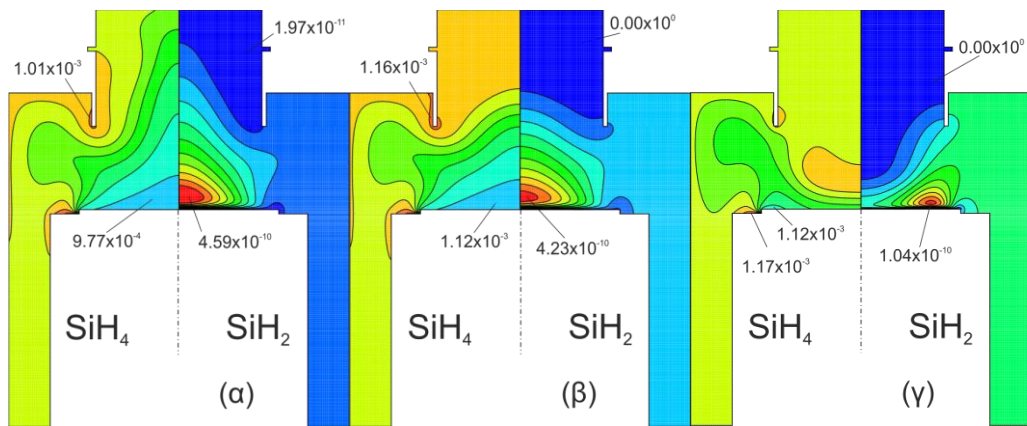 1.97x10⁻¹¹
1.01x10⁻³
9.77x10⁻⁴
4.59x10⁻¹⁰
SiH₄
SiH₂
(α)
0.00x10⁰
1.16x10⁻³
1.12x10⁻³
4.23x10⁻¹⁰
SiH₄
SiH₂
(β)
0.00x10⁰
1.12x10⁻³
1.17x10⁻³
1.04x10⁻¹⁰
SiH₄
SiH₂
(γ)